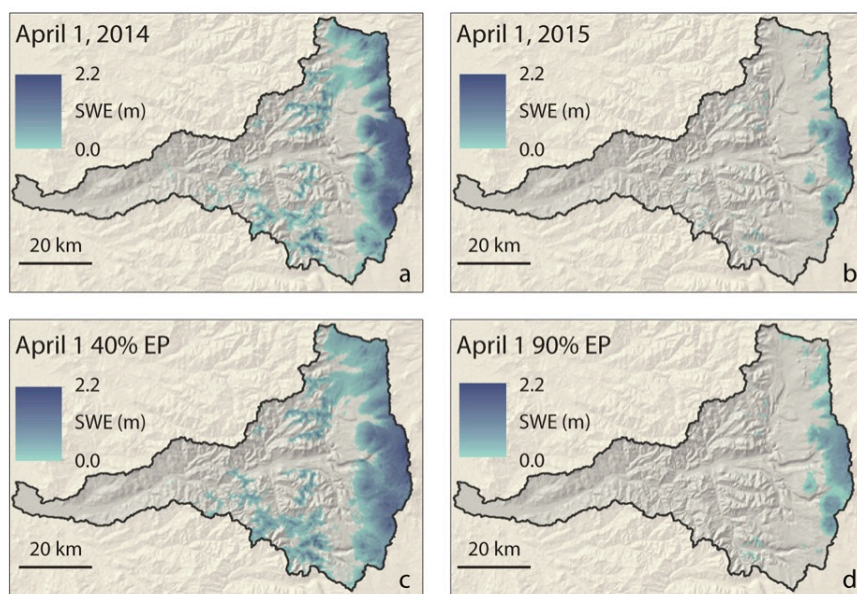 April 1, 2014
2.2
SWE (m)
0.0
20 km
a
April 1, 2015
2.2
SWE (m)
0.0
20 km
b
April 1 40% EP
2.2
SWE (m)
0.0
20 km
c
April 1 90% EP
2.2
SWE (m)
0.0
20 km
d